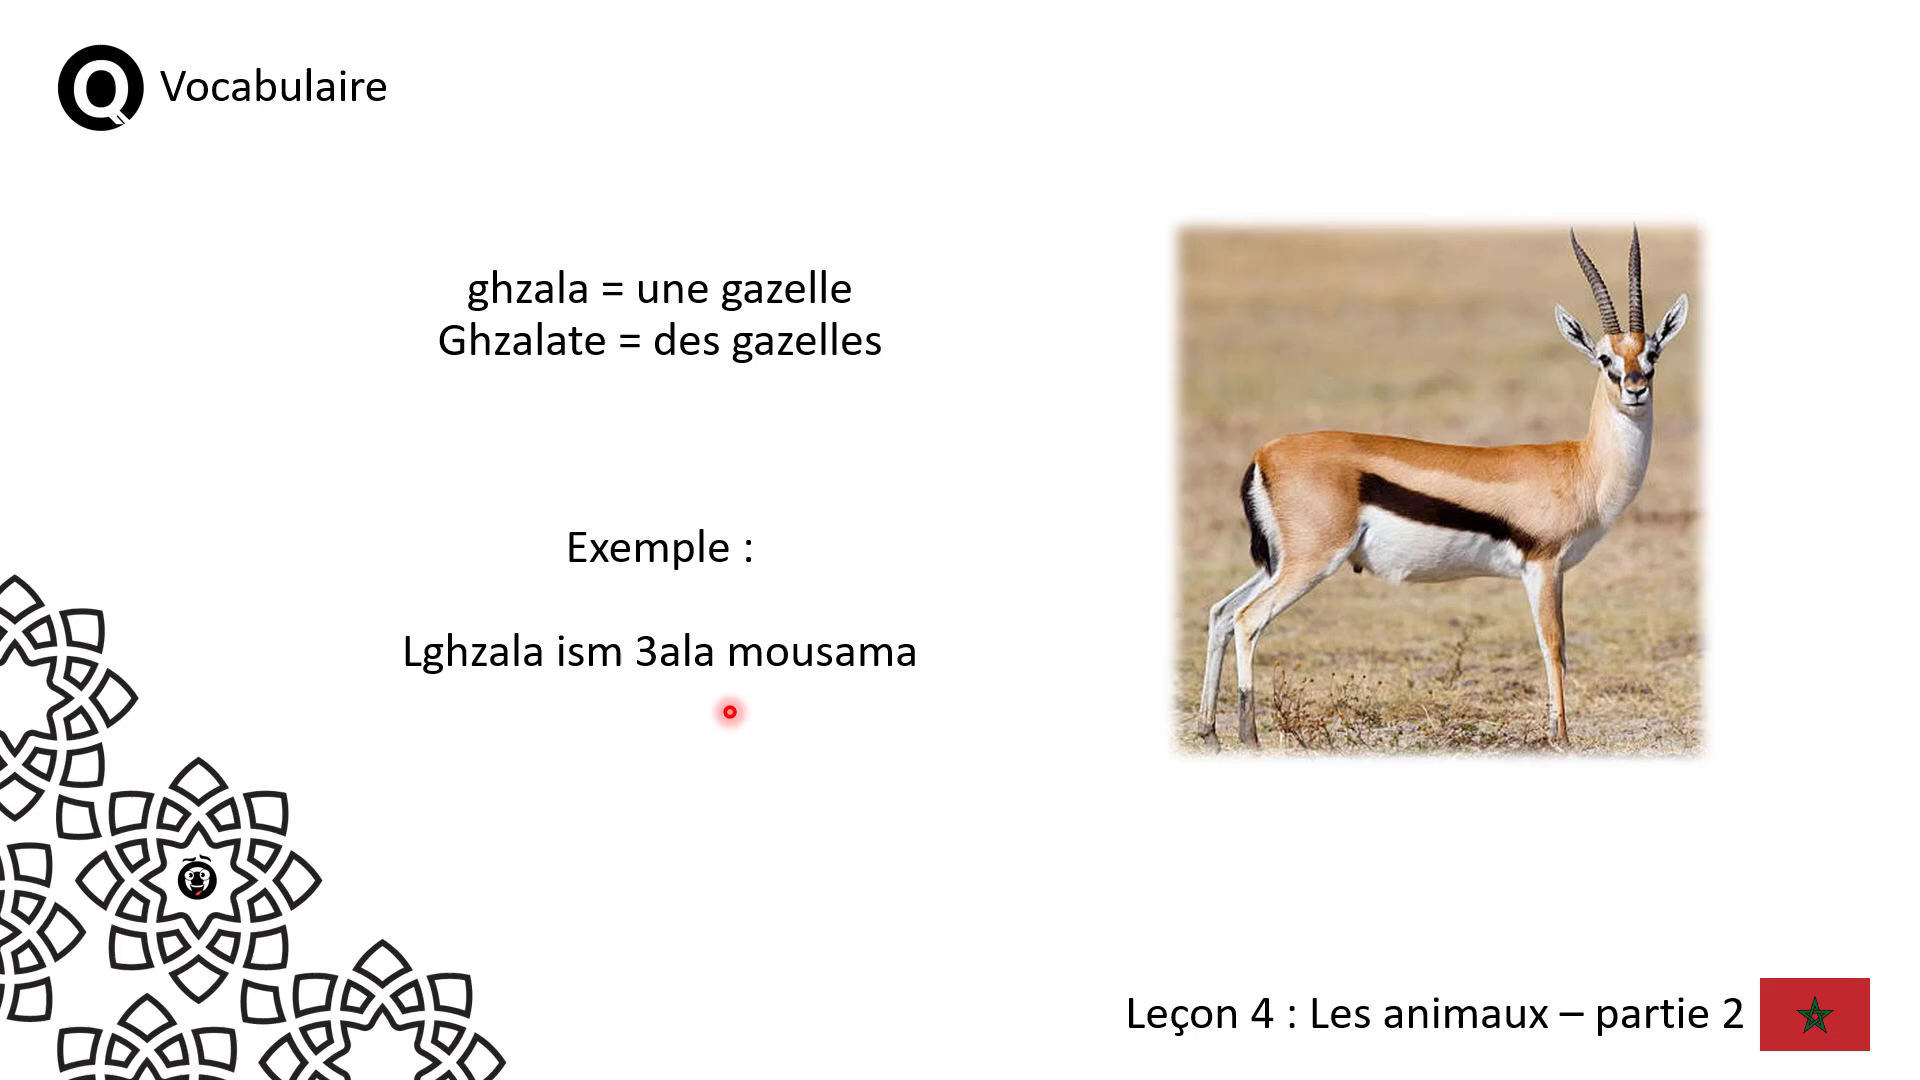 Q Vocabulaire
ghzala = une gazelle
Ghzalate = des gazelles
Exemple :
Lghzala ism 3ala mousama
Leçon 4 : Les animaux – partie 2